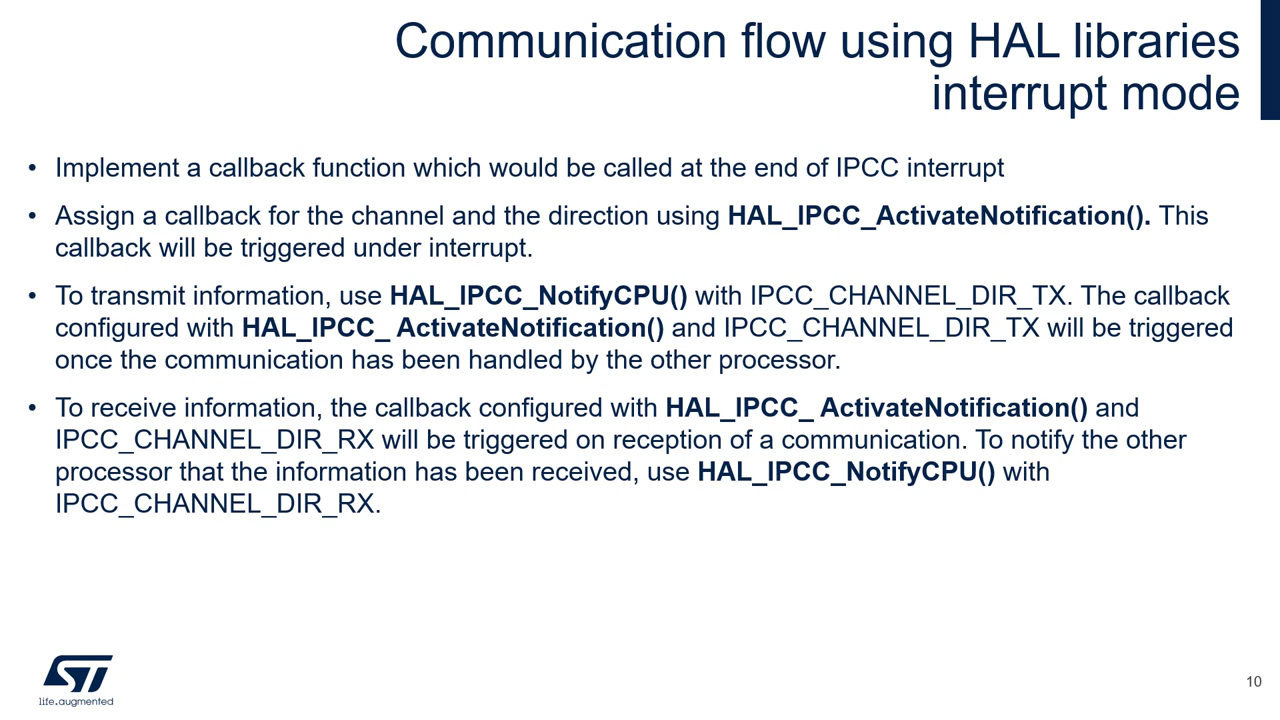 Communication flow using HAL libraries
interrupt mode
• Implement a callback function which would be called at the end of IPCC interrupt
• Assign a callback for the channel and the direction using HAL_IPCC_ActivateNotification(). This
callback will be triggered under interrupt.
• To transmit information, use HAL_IPCC_NotifyCPU() with IPCC_CHANNEL_DIR_TX. The callback
configured with HAL_IPCC_ ActivateNotification() and IPCC_CHANNEL_DIR_TX will be triggered
once the communication has been handled by the other processor.
• To receive information, the callback configured with HAL_IPCC_ ActivateNotification() and
IPCC_CHANNEL_DIR_RX will be triggered on reception of a communication. To notify the other
processor that the information has been received, use HAL_IPCC_NotifyCPU() with
IPCC_CHANNEL_DIR_RX.
ST
life.augmented
10